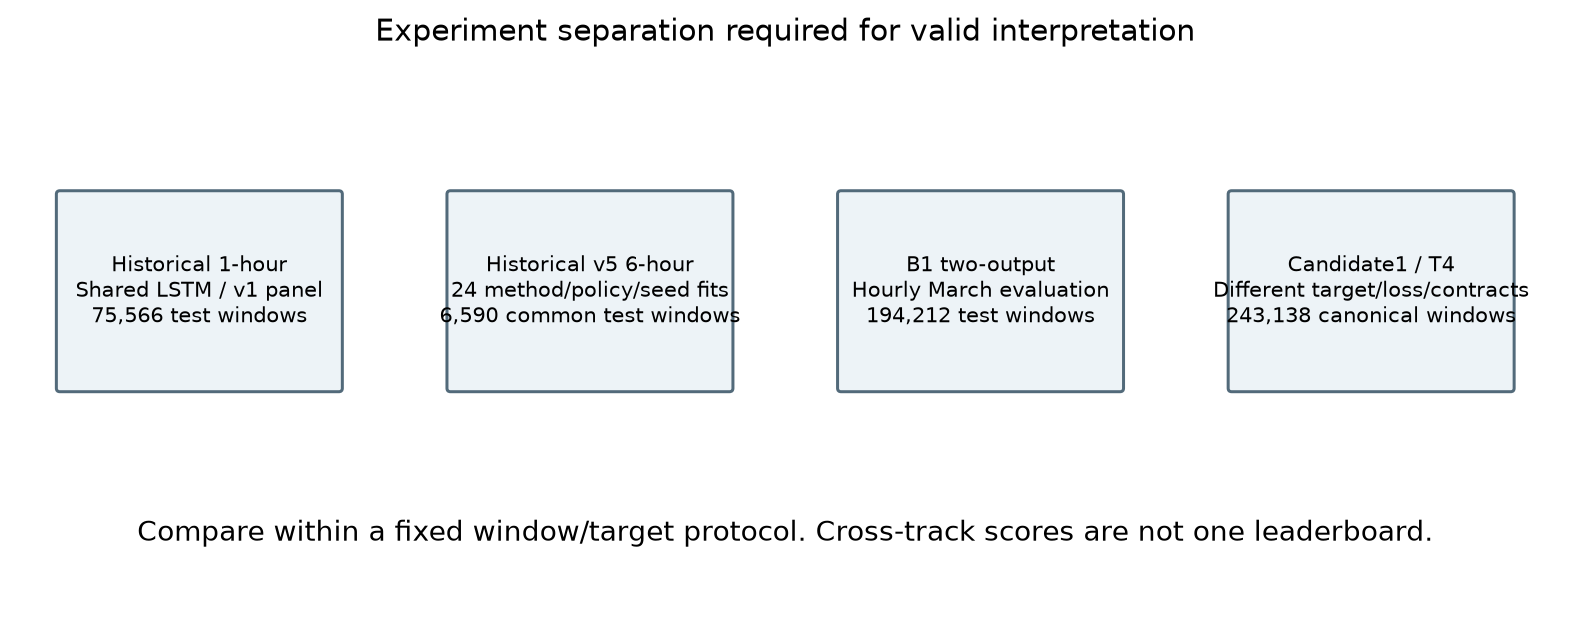 Experiment separation required for valid interpretation
Historical 1-hour
Shared LSTM / v1 panel
75,566 test windows
Historical v5 6-hour
24 method/policy/seed fits
6,590 common test windows
B1 two-output
Hourly March evaluation
194,212 test windows
Candidate1 / T4
Different target/loss/contracts
243,138 canonical windows
Compare within a fixed window/target protocol. Cross-track scores are not one leaderboard.